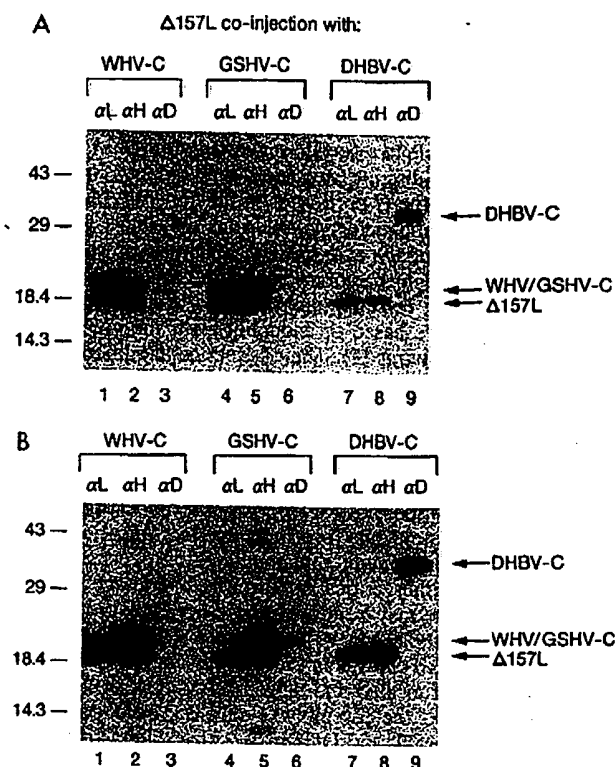 A
Δ157L co-injection with:
WHV-C GSHV-C DHBV-C
αL αH αD αL αH αD αL αH αD
43
29
18.4
14.3
DHBV-C
WHV/GSHV-C
Δ157L
1 2 3 4 5 6 7 8 9
B
WHV-C GSHV-C DHBV-C
αL αH αD αL αH αD αL αH αD
43
29
18.4
14.3
DHBV-C
WHV/GSHV-C
Δ157L
1 2 3 4 5 6 7 8 9